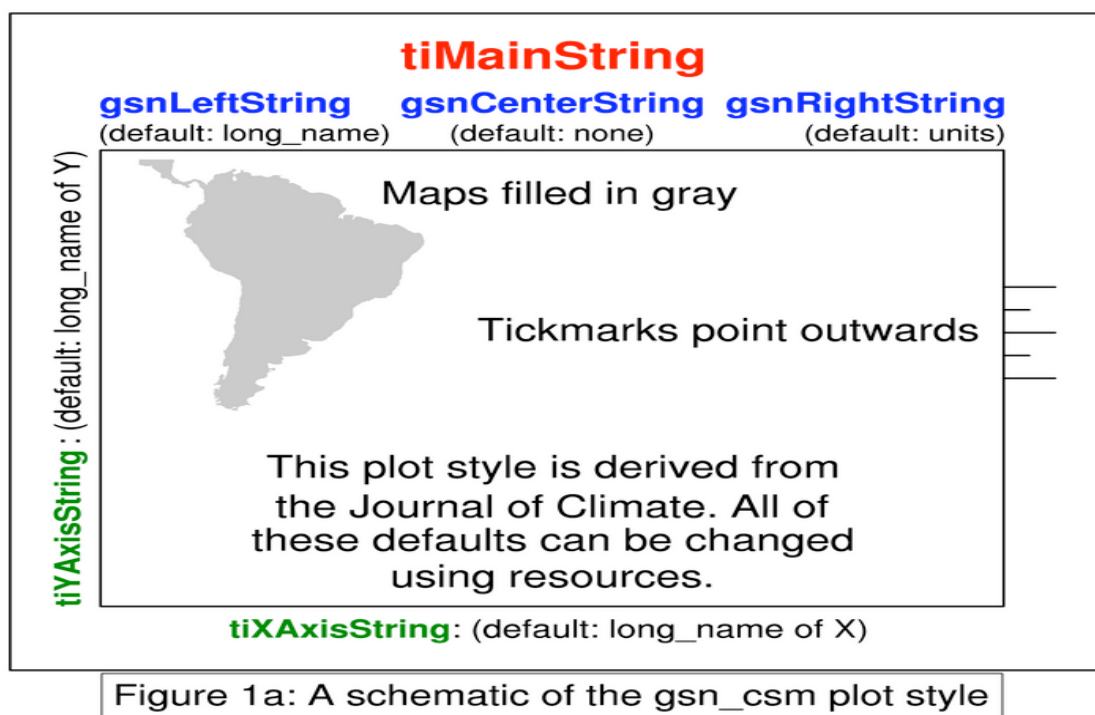 tiMainString
gsnLeftString gsnCenterString gsnRightString
(default: long_name) (default: none) (default: units)
tiYAxisString : (default: long_name of Y)
Maps filled in gray
Tickmarks point outwards
This plot style is derived from
the Journal of Climate. All of
these defaults can be changed
using resources.
tiXAxisString: (default: long_name of X)
Figure 1a: A schematic of the gsn_csm plot style